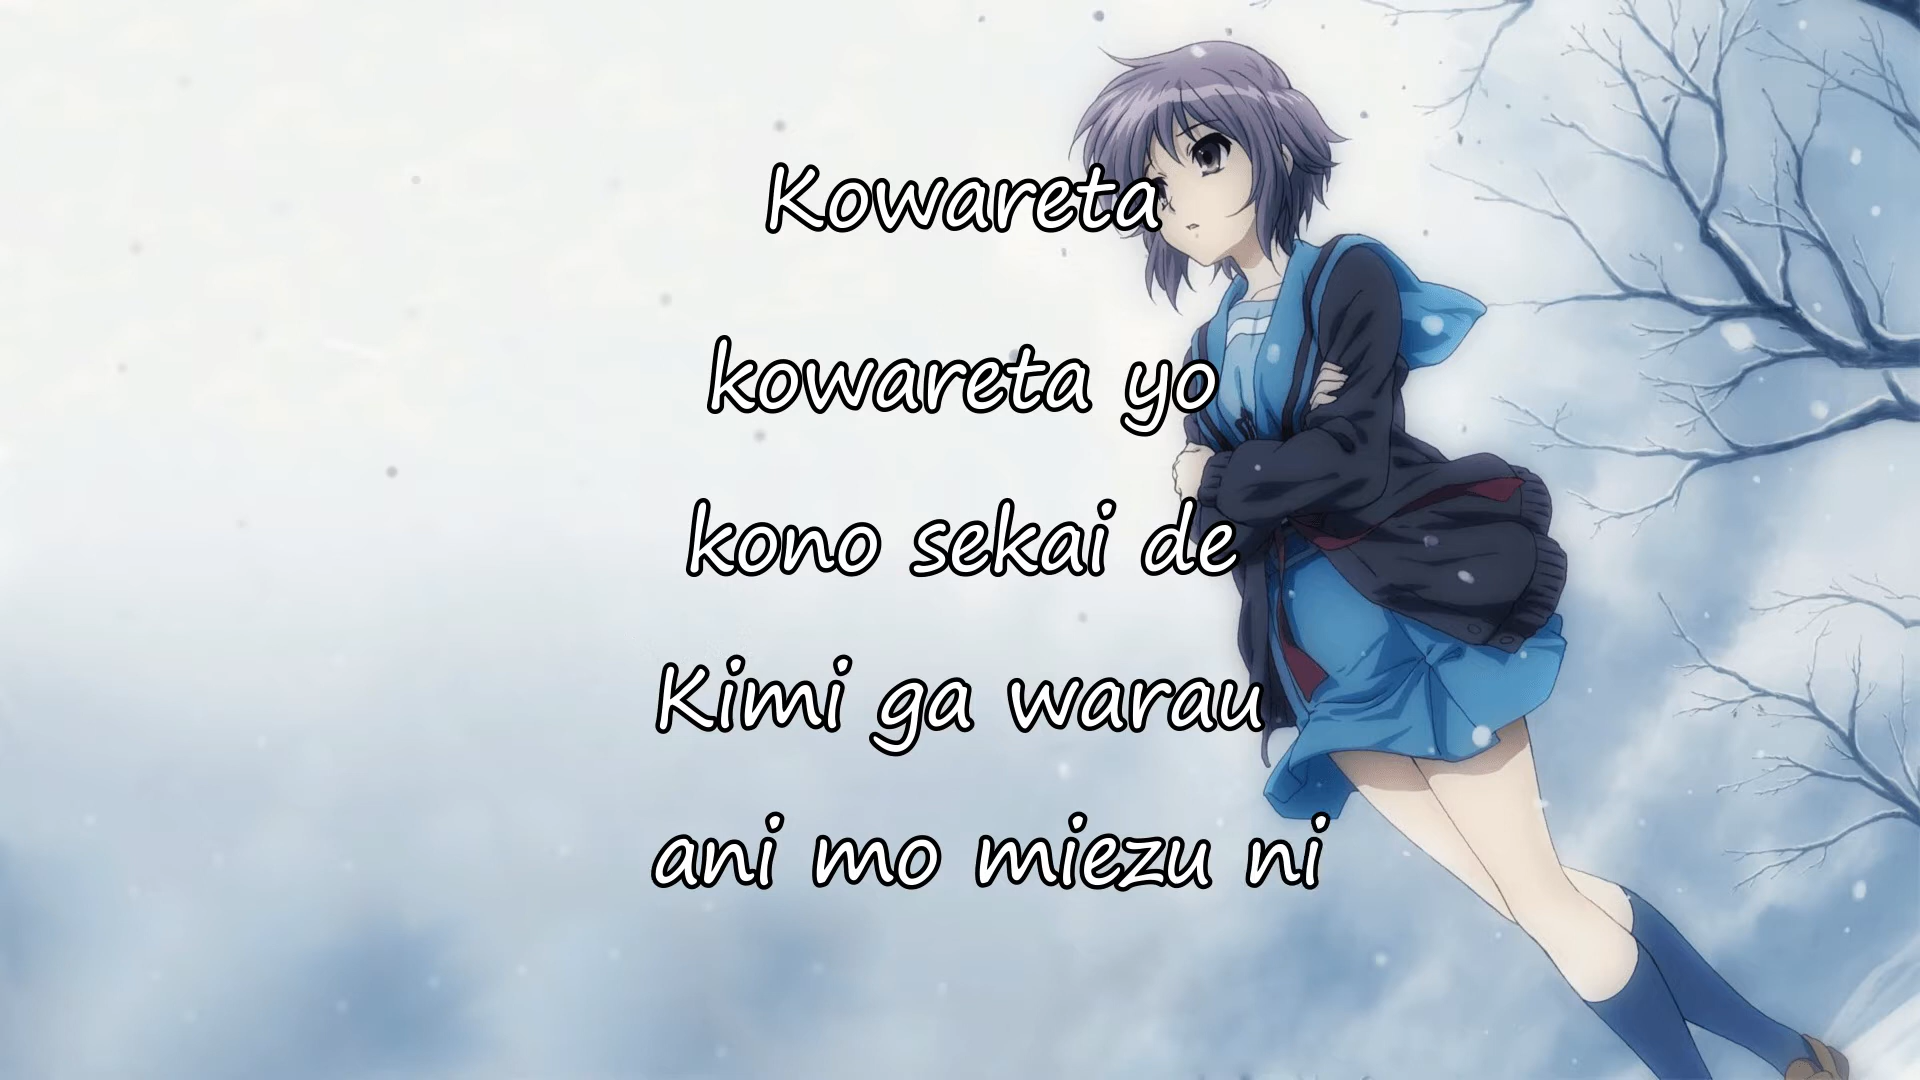 Kowareta
kowareta yo
kono sekai de
Kimi ga warau
ani mo miezu ni